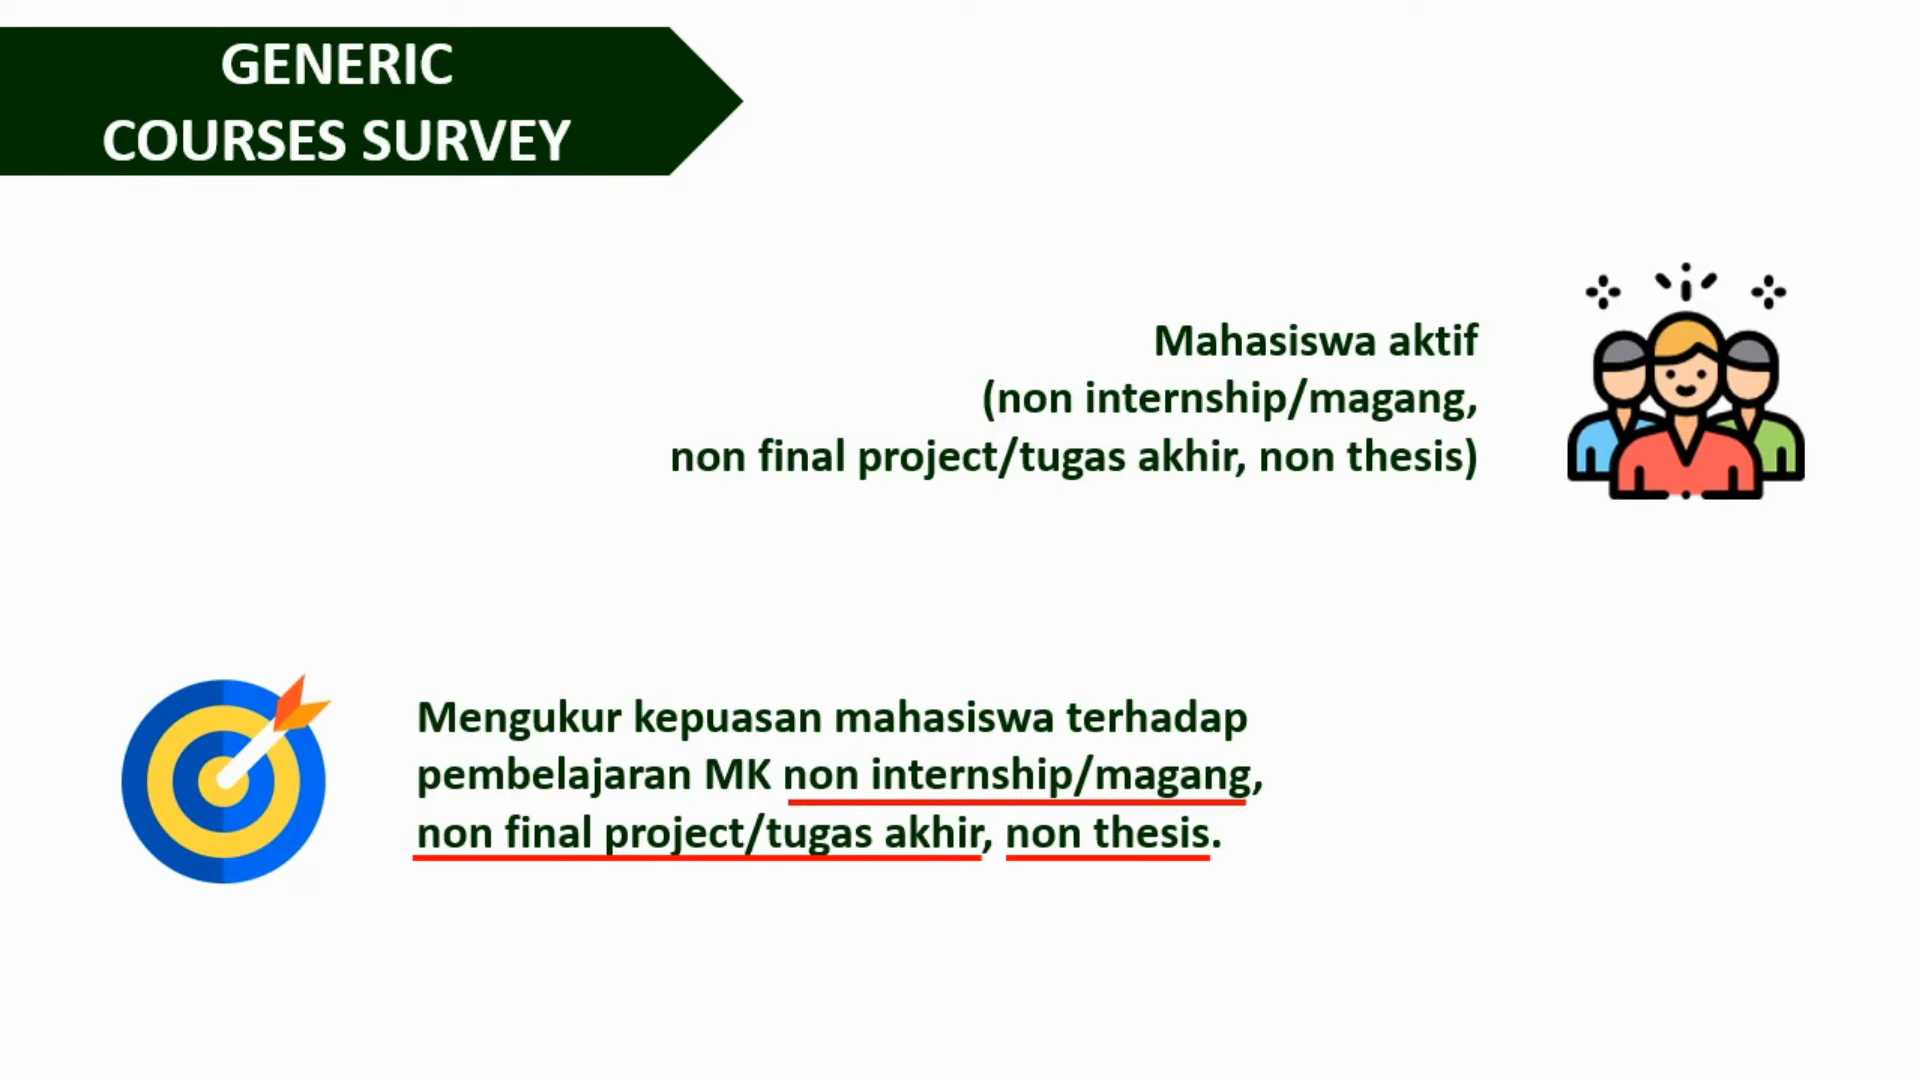 GENERIC
COURSES SURVEY
Mahasiswa aktif
(non internship/magang,
non final project/tugas akhir, non thesis)
Mengukur kepuasan mahasiswa terhadap
pembelajaran MK non internship/magang,
non final project/tugas akhir, non thesis.